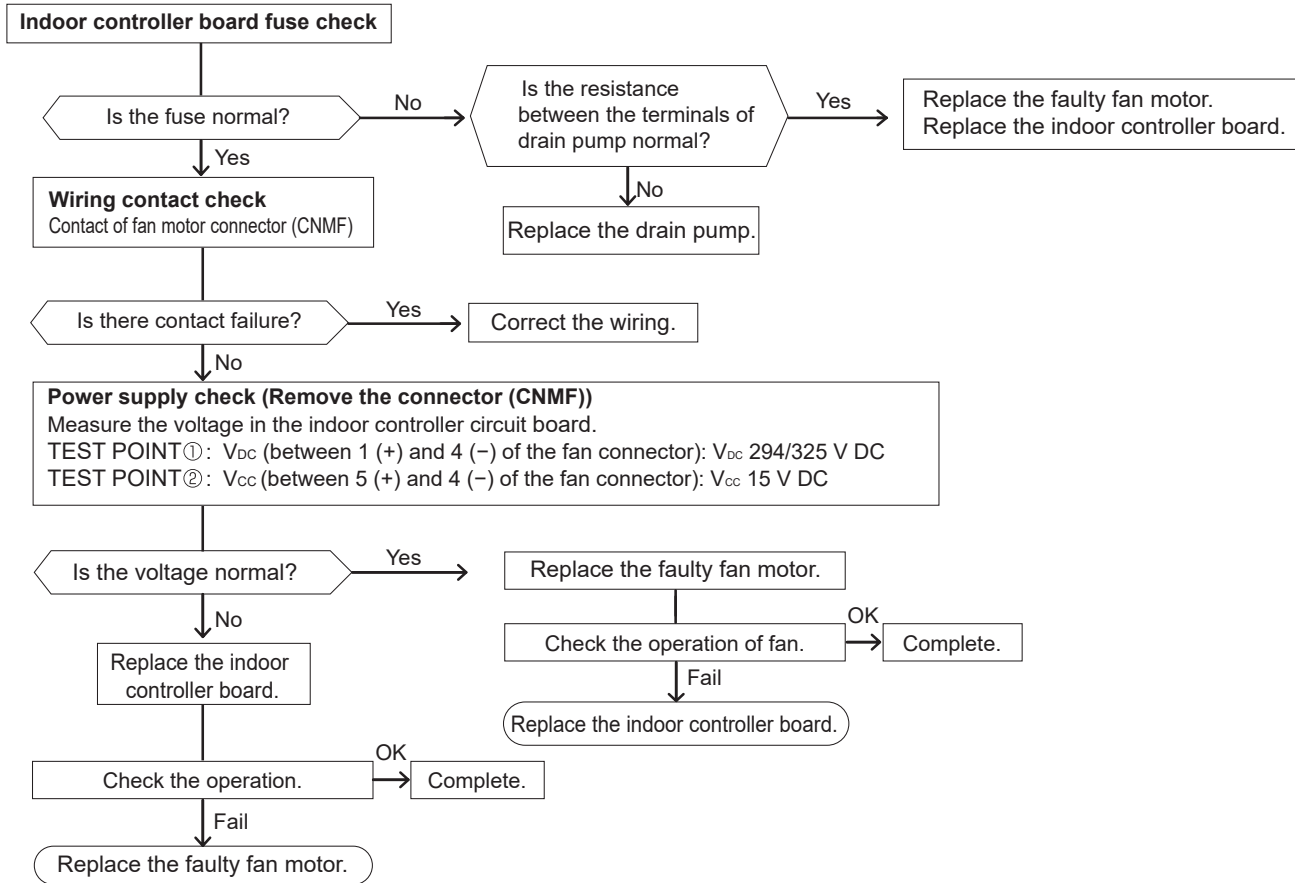 Indoor controller board fuse check
Is the fuse normal?
No
Is the resistance
between the terminals of
drain pump normal?
Yes
Replace the faulty fan motor.
Replace the indoor controller board.
No
Replace the drain pump.
Yes
Wiring contact check
Contact of fan motor connector (CNMF)
Is there contact failure?
Yes
Correct the wiring.
No
Power supply check (Remove the connector (CNMF))
Measure the voltage in the indoor controller circuit board.
TEST POINT①: VDC (between 1 (+) and 4 (−) of the fan connector): VDC 294/325 V DC
TEST POINT②: VCC (between 5 (+) and 4 (−) of the fan connector): VCC 15 V DC
Is the voltage normal?
Yes
Replace the faulty fan motor.
Check the operation of fan.
OK
Complete.
Fail
Replace the indoor controller board.
No
Replace the indoor
controller board.
Check the operation.
OK
Complete.
Fail
Replace the faulty fan motor.